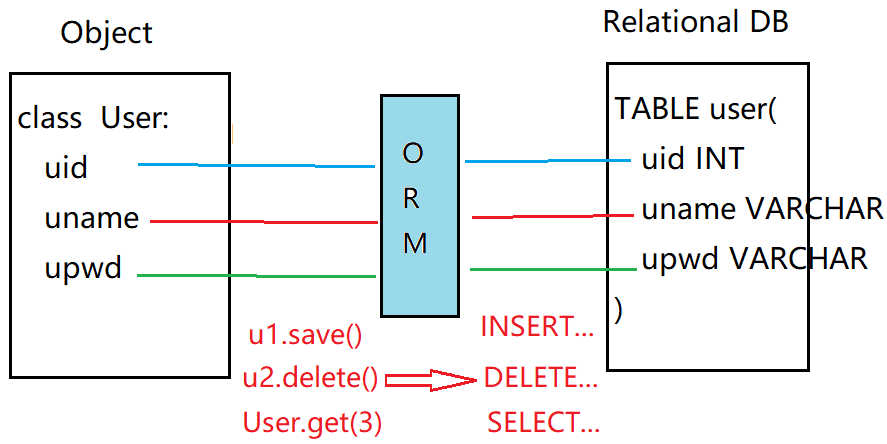 Object
class User:
uid
uname
upwd
O
R
M
Relational DB
TABLE user(
uid INT
uname VARCHAR
upwd VARCHAR
)
u1.save()
INSERT...
u2.delete()
DELETE...
User.get(3)
SELECT...